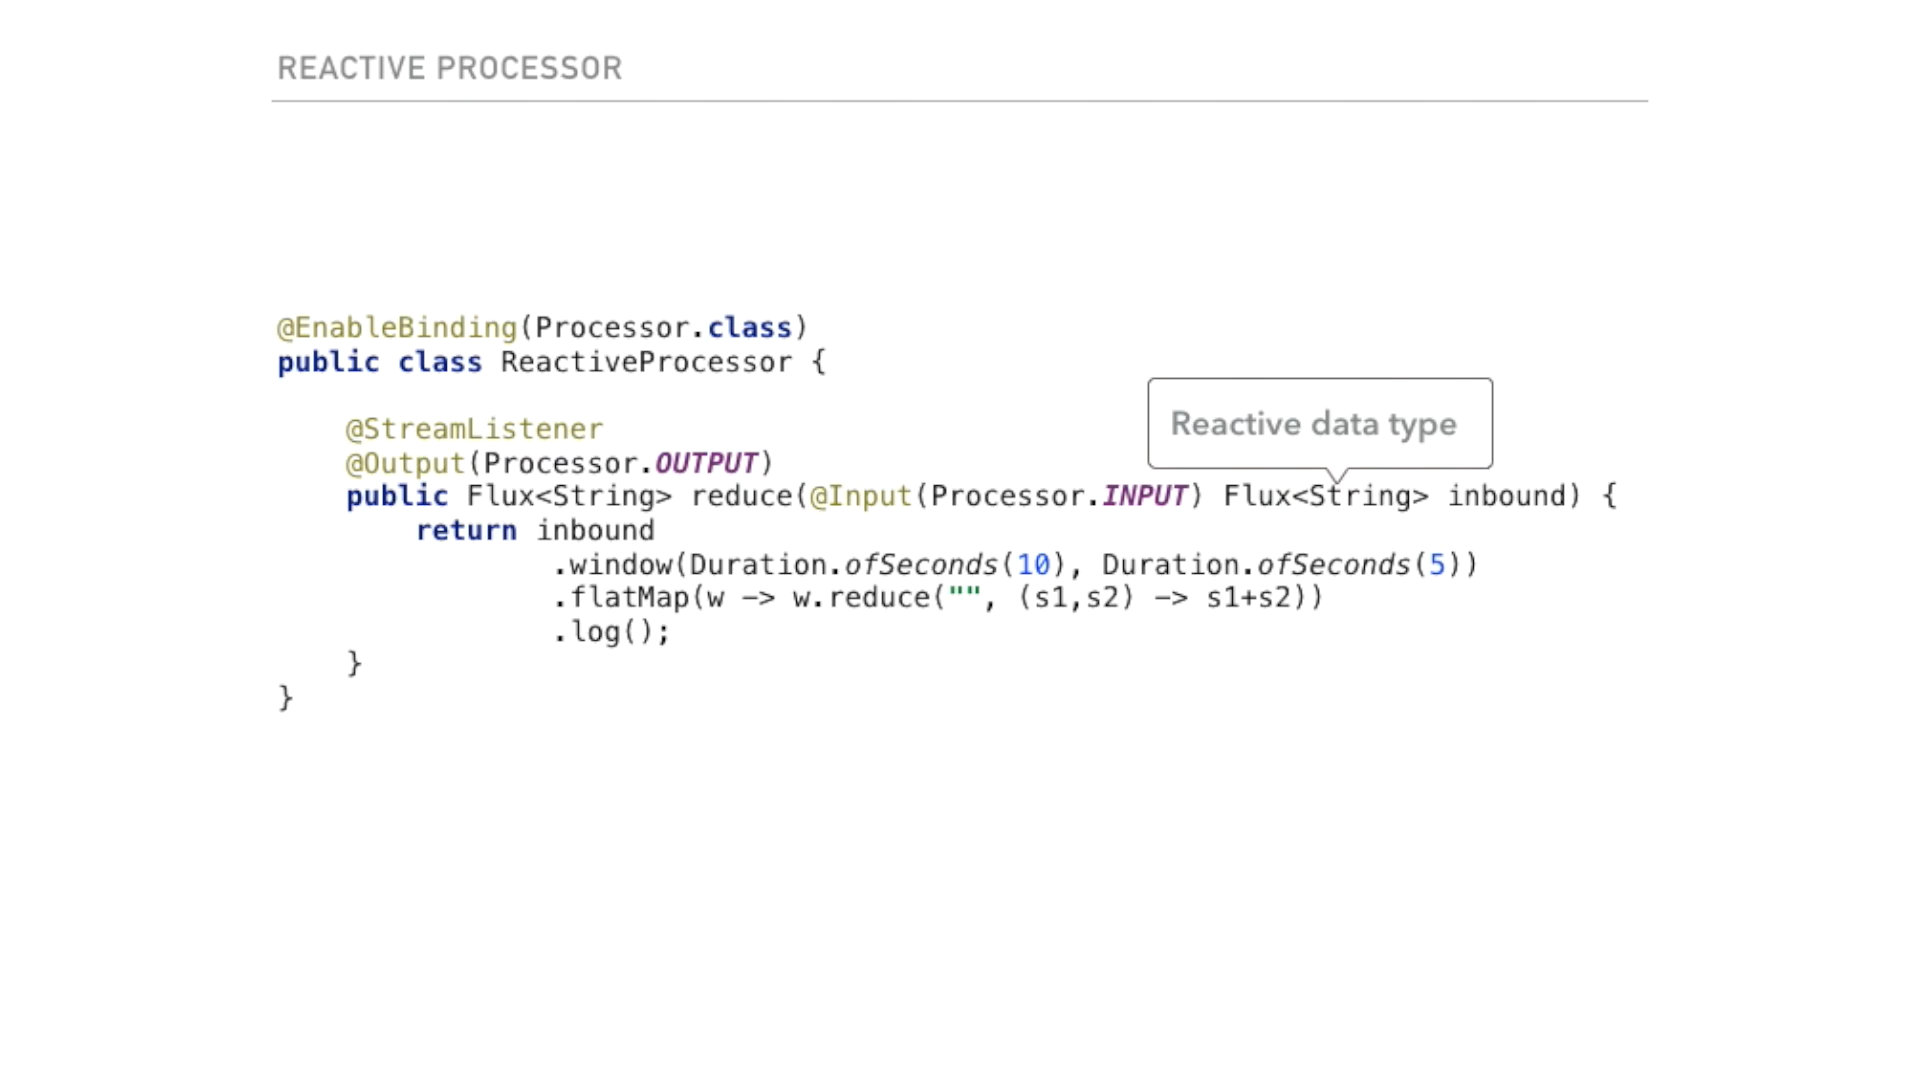 REACTIVE PROCESSOR
@EnableBinding(Processor.class)
public class ReactiveProcessor {
@StreamListener
Reactive data type
@Output(Processor.OUTPUT)
public Flux<String> reduce(@Input(Processor.INPUT) Flux<String> inbound) {
return inbound
.window(Duration.ofSeconds(10), Duration.ofSeconds(5))
.flatMap(w -> w.reduce("", (s1,s2) -> s1+s2))
.log();
}
}